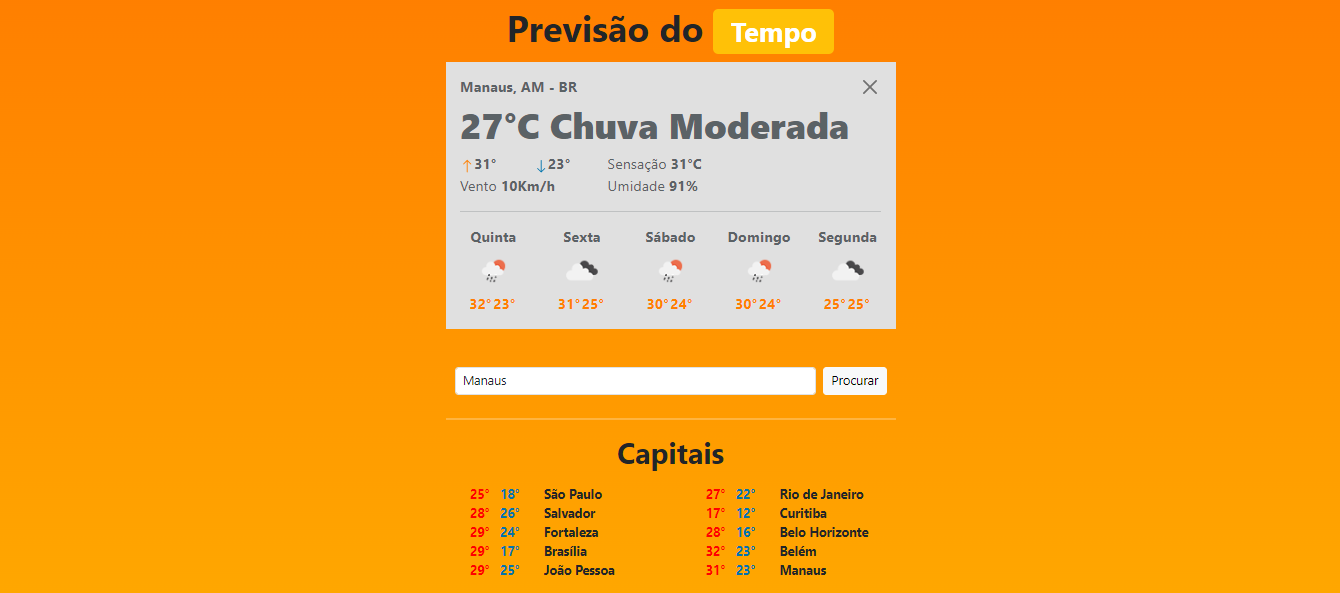 Previsão do Tempo
Manaus, AM - BR
27°C Chuva Moderada
↑31° ↓23° Sensação 31°C
Vento 10Km/h Umidade 91%
Quinta Sexta Sábado Domingo Segunda
32° 23° 31° 25° 30° 24° 30° 24° 25° 25°
Manaus Procurar
Capitais
25° 18° São Paulo 27° 22° Rio de Janeiro
28° 26° Salvador 17° 12° Curitiba
29° 24° Fortaleza 28° 16° Belo Horizonte
29° 17° Brasília 32° 23° Belém
29° 25° João Pessoa 31° 23° Manaus